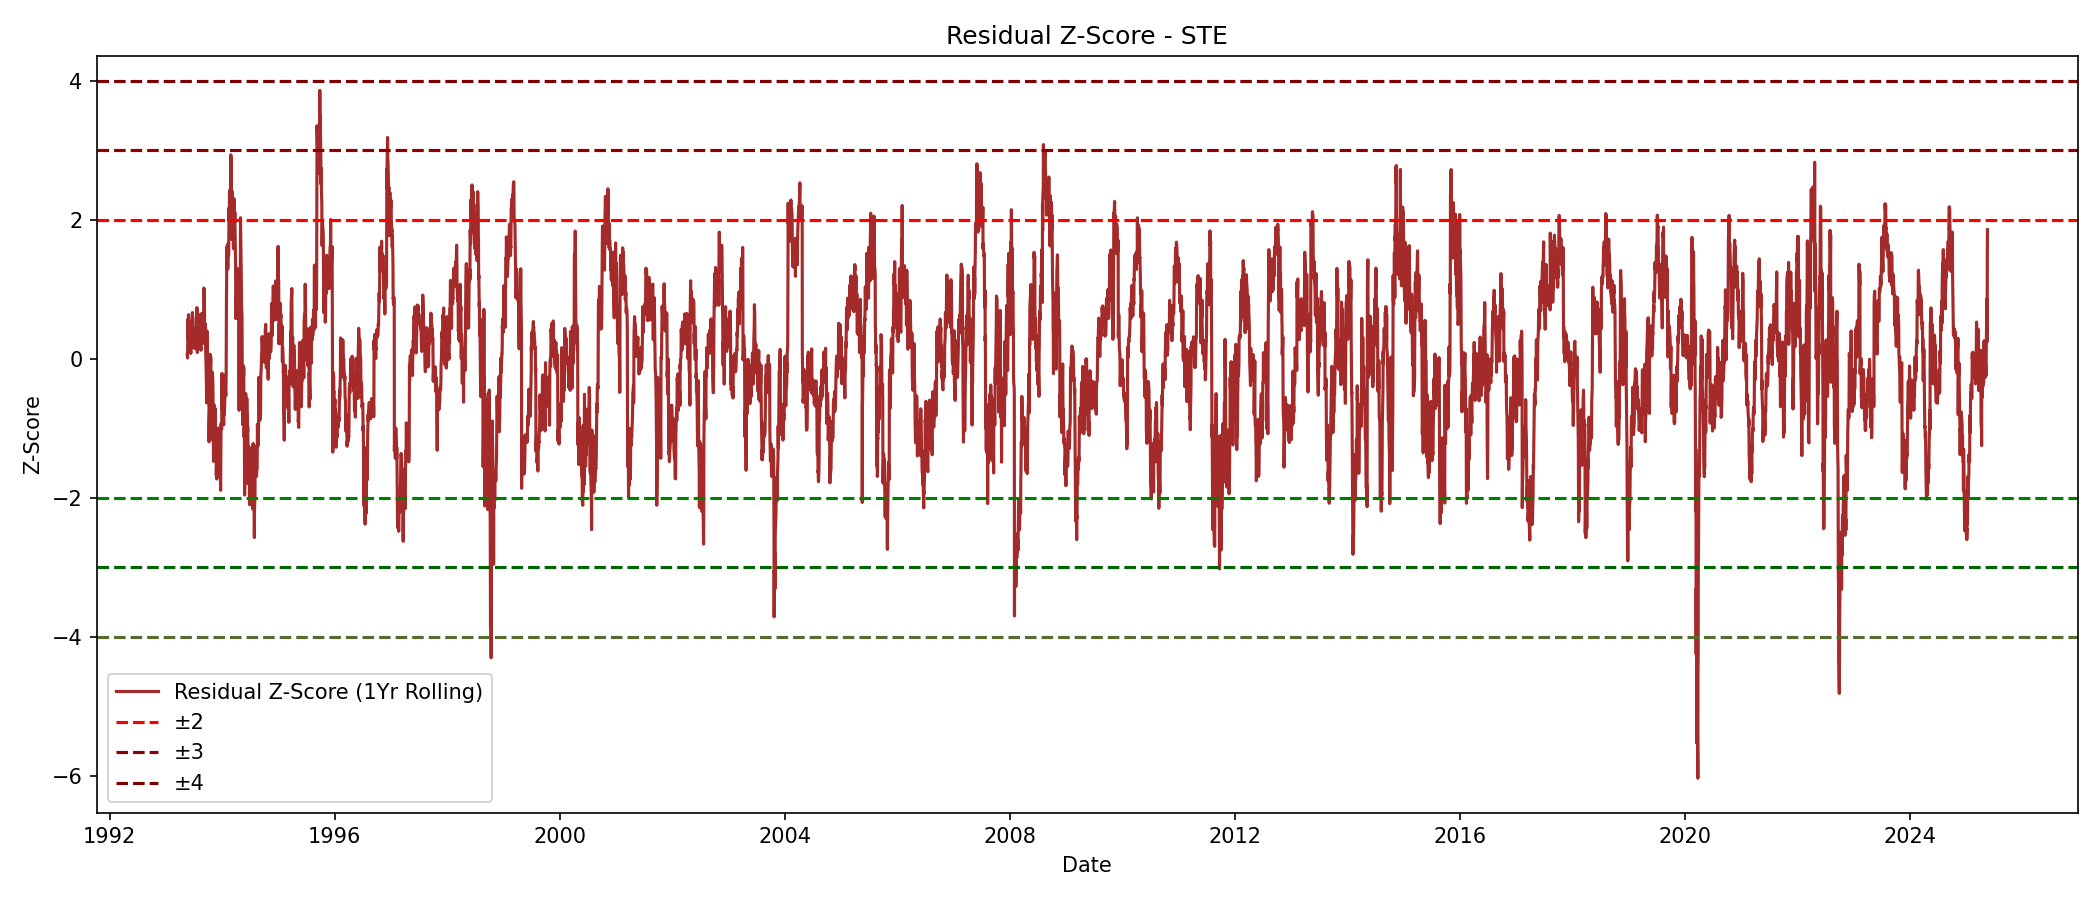 Residual Z-Score - STE
Z-Score
4
2
0
−2
−4
−6
Residual Z-Score (1Yr Rolling)
±2
±3
±4
1992 1996 2000 2004 2008 2012 2016 2020 2024
Date